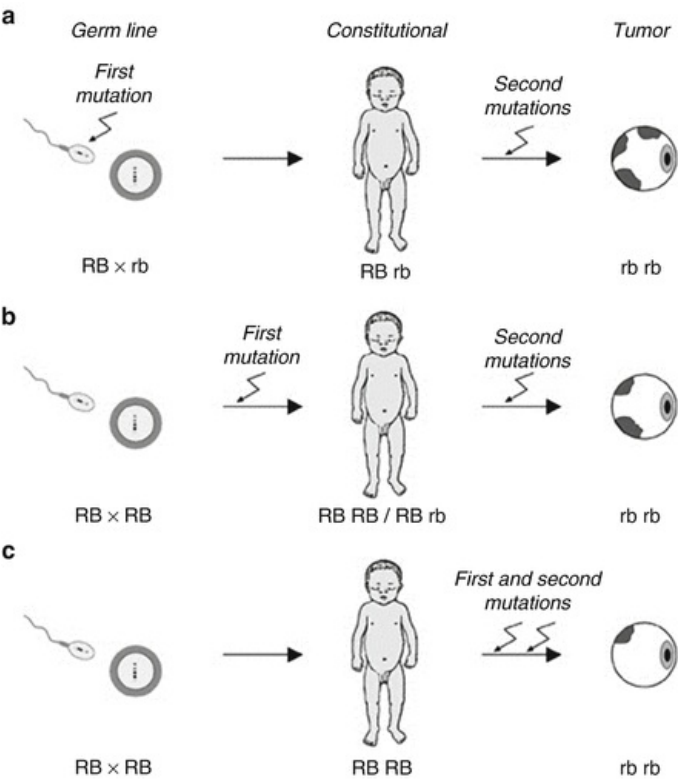 a
Germ line
Constitutional
Tumor
First
mutation
Second
mutations
RB × rb
RB rb
rb rb
b
First
mutation
Second
mutations
RB × RB
RB RB / RB rb
rb rb
c
First and second
mutations
RB × RB
RB RB
rb rb